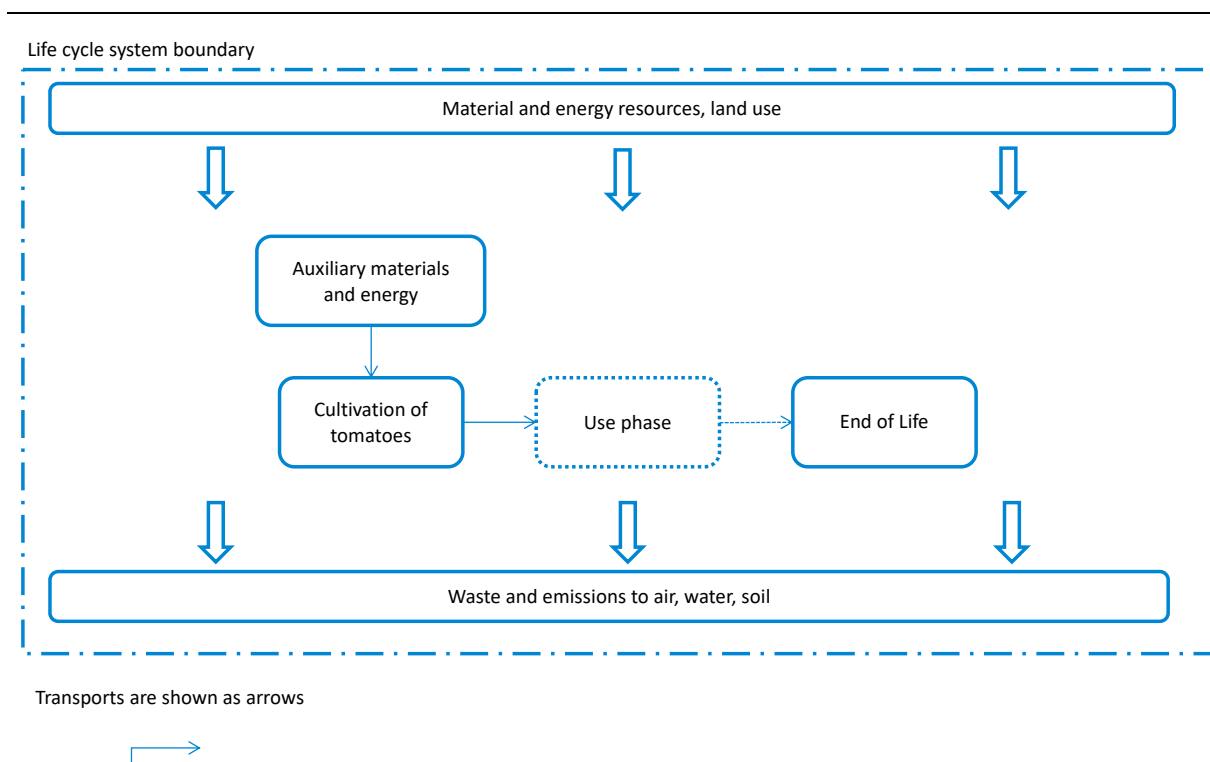 Life cycle system boundary
Material and energy resources, land use
Auxiliary materials
and energy
Cultivation of
tomatoes
Use phase
End of Life
Waste and emissions to air, water, soil
Transports are shown as arrows